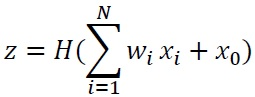 z = H(∑_{i=1}^{N} w_i x_i + x_0)